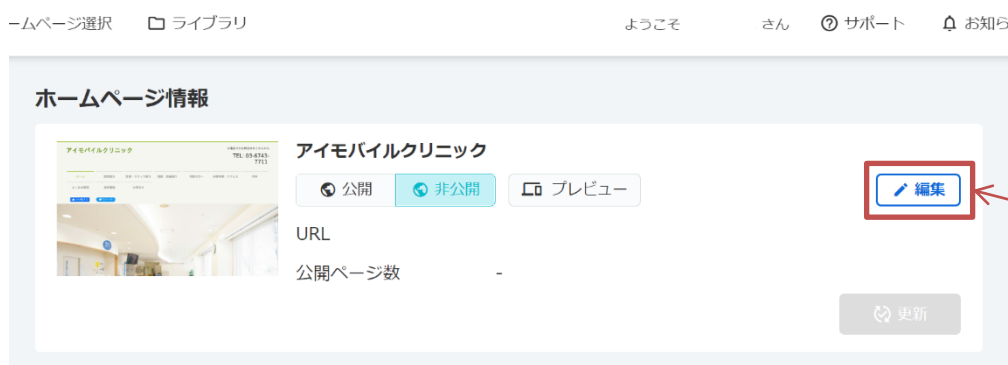 ームページ選択 ライブラリ ようこそ さん サポート お知ら
ホームページ情報
アイモバイルクリニック
TEL: 03-6743-
7711
アイモバイルクリニック
公開 非公開 プレビュー
編集
URL
公開ページ数 -
更新